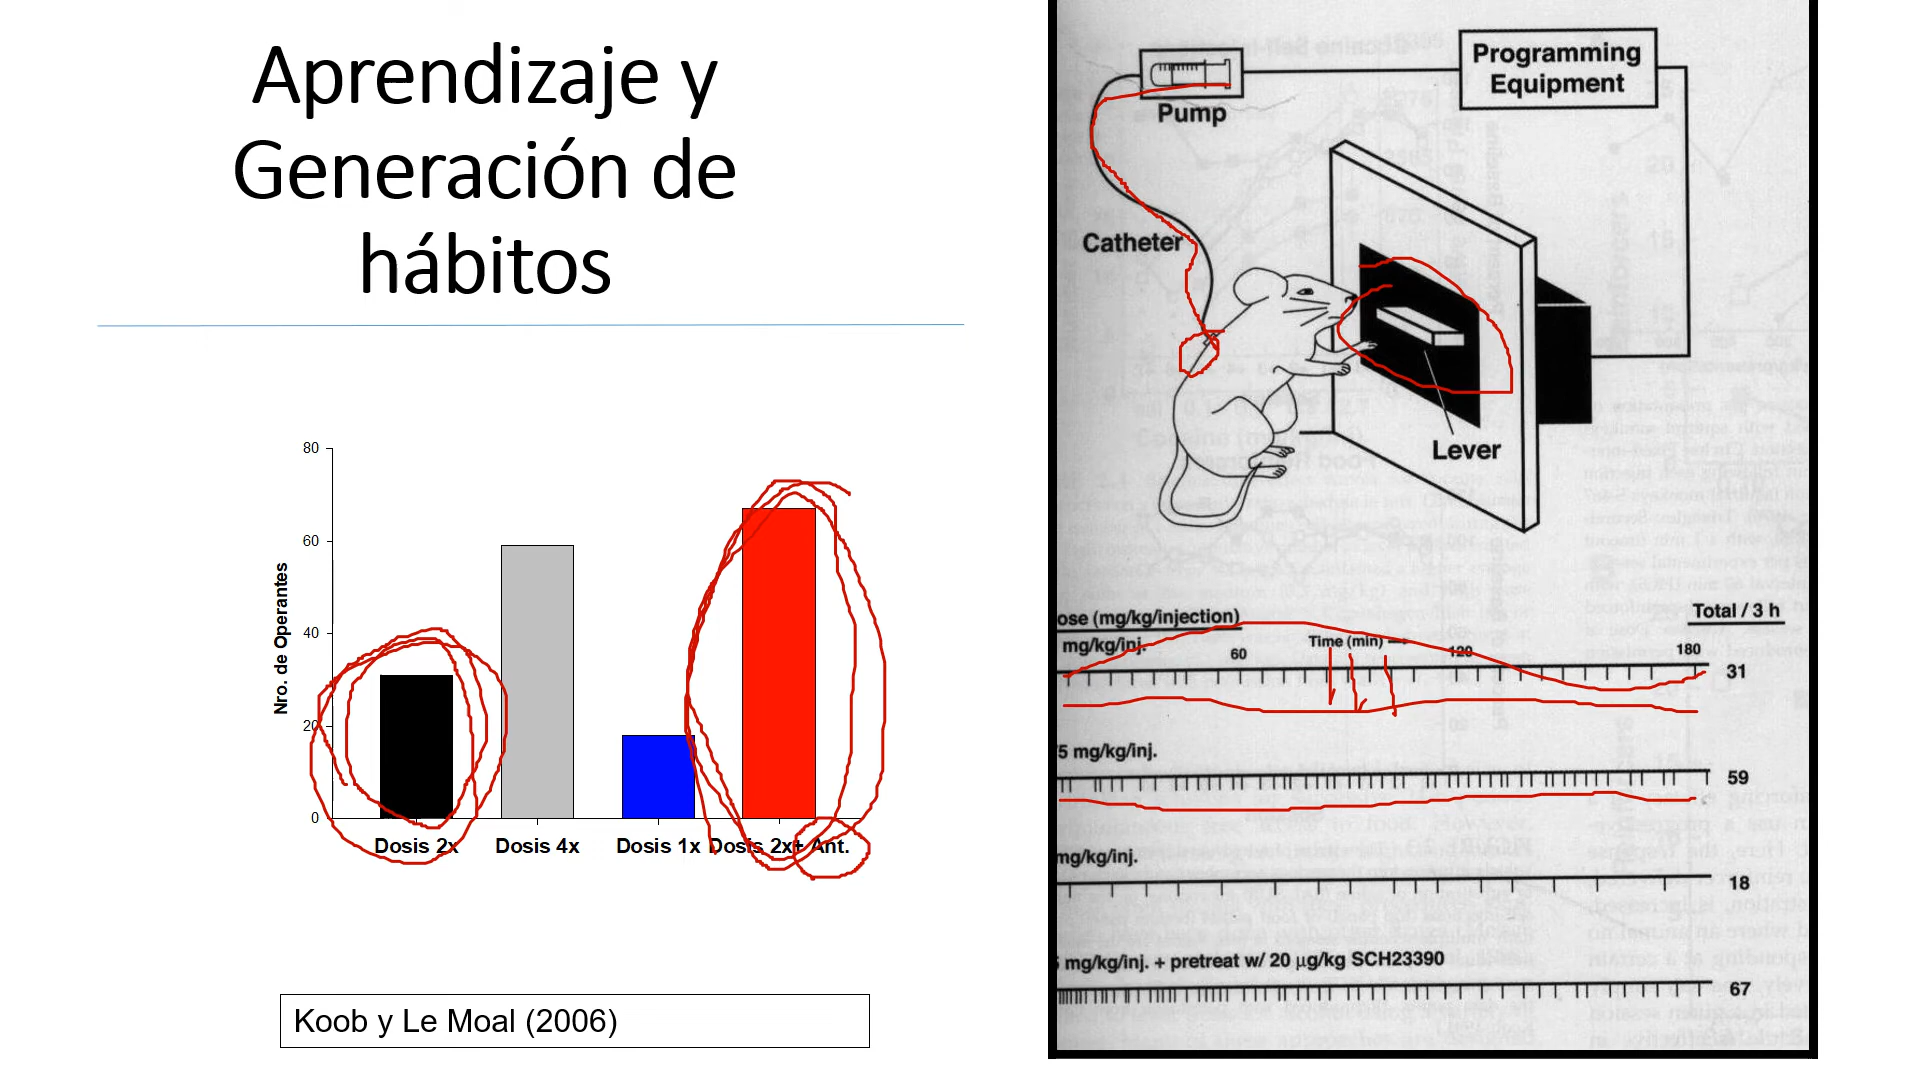 Aprendizaje y
Generación de
hábitos
80
60
40
20
0
Nro. de Operantes
Dosis 2x
Dosis 4x
Dosis 1x
Dosis 2x+ Ant.
Koob y Le Moal (2006)
Pump
Programming
Equipment
Catheter
Lever
ose (mg/kg/injection)
Total / 3 h
mg/kg/inj.
60
Time (min)
120
180
31
5 mg/kg/inj.
59
mg/kg/inj.
18
mg/kg/inj. + pretreat w/ 20 μg/kg SCH23390
67